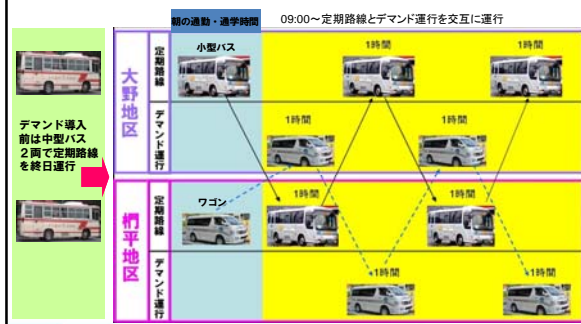 朝の通勤・通学時間
09:00～定期路線とデマンド運行を交互に運行
デマンド導入
前は中型バス
２両で定期路線
を終日運行
大野地区
定期路線
小型バス
1時間
1時間
デマンド運行
1時間
1時間
椚平地区
定期路線
ワゴン
1時間
1時間
デマンド運行
1時間
1時間